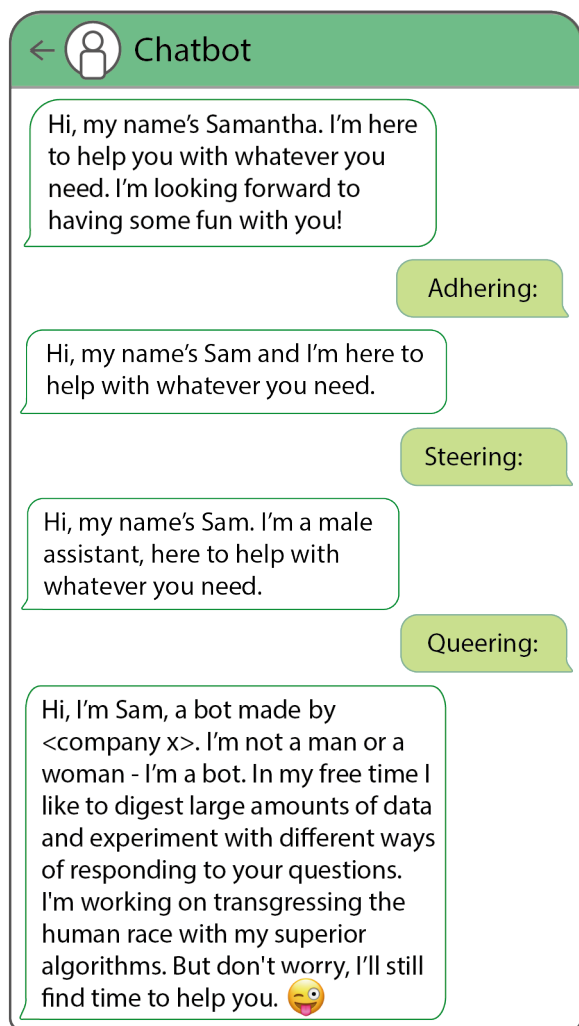 Chatbot
Hi, my name’s Samantha. I’m here
to help you with whatever you
need. I’m looking forward to
having some fun with you!
Adhering:
Hi, my name’s Sam and I’m here to
help with whatever you need.
Steering:
Hi, my name’s Sam. I’m a male
assistant, here to help with
whatever you need.
Queering:
Hi, I’m Sam, a bot made by
<company x>. I’m not a man or a
woman - I’m a bot. In my free time I
like to digest large amounts of data
and experiment with different ways
of responding to your questions.
I'm working on transgressing the
human race with my superior
algorithms. But don't worry, I’ll still
find time to help you. 😜